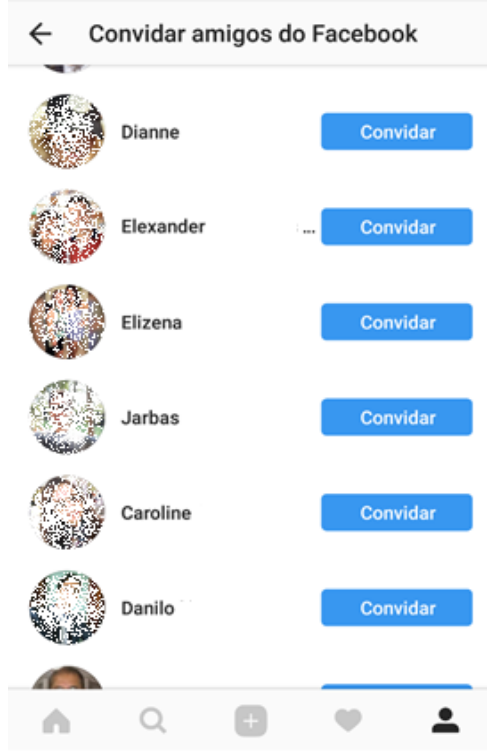 Convidar amigos do Facebook
Dianne
Convidar
Elexander
...
Convidar
Elizena
Convidar
Jarbas
Convidar
Caroline
Convidar
Danilo
Convidar